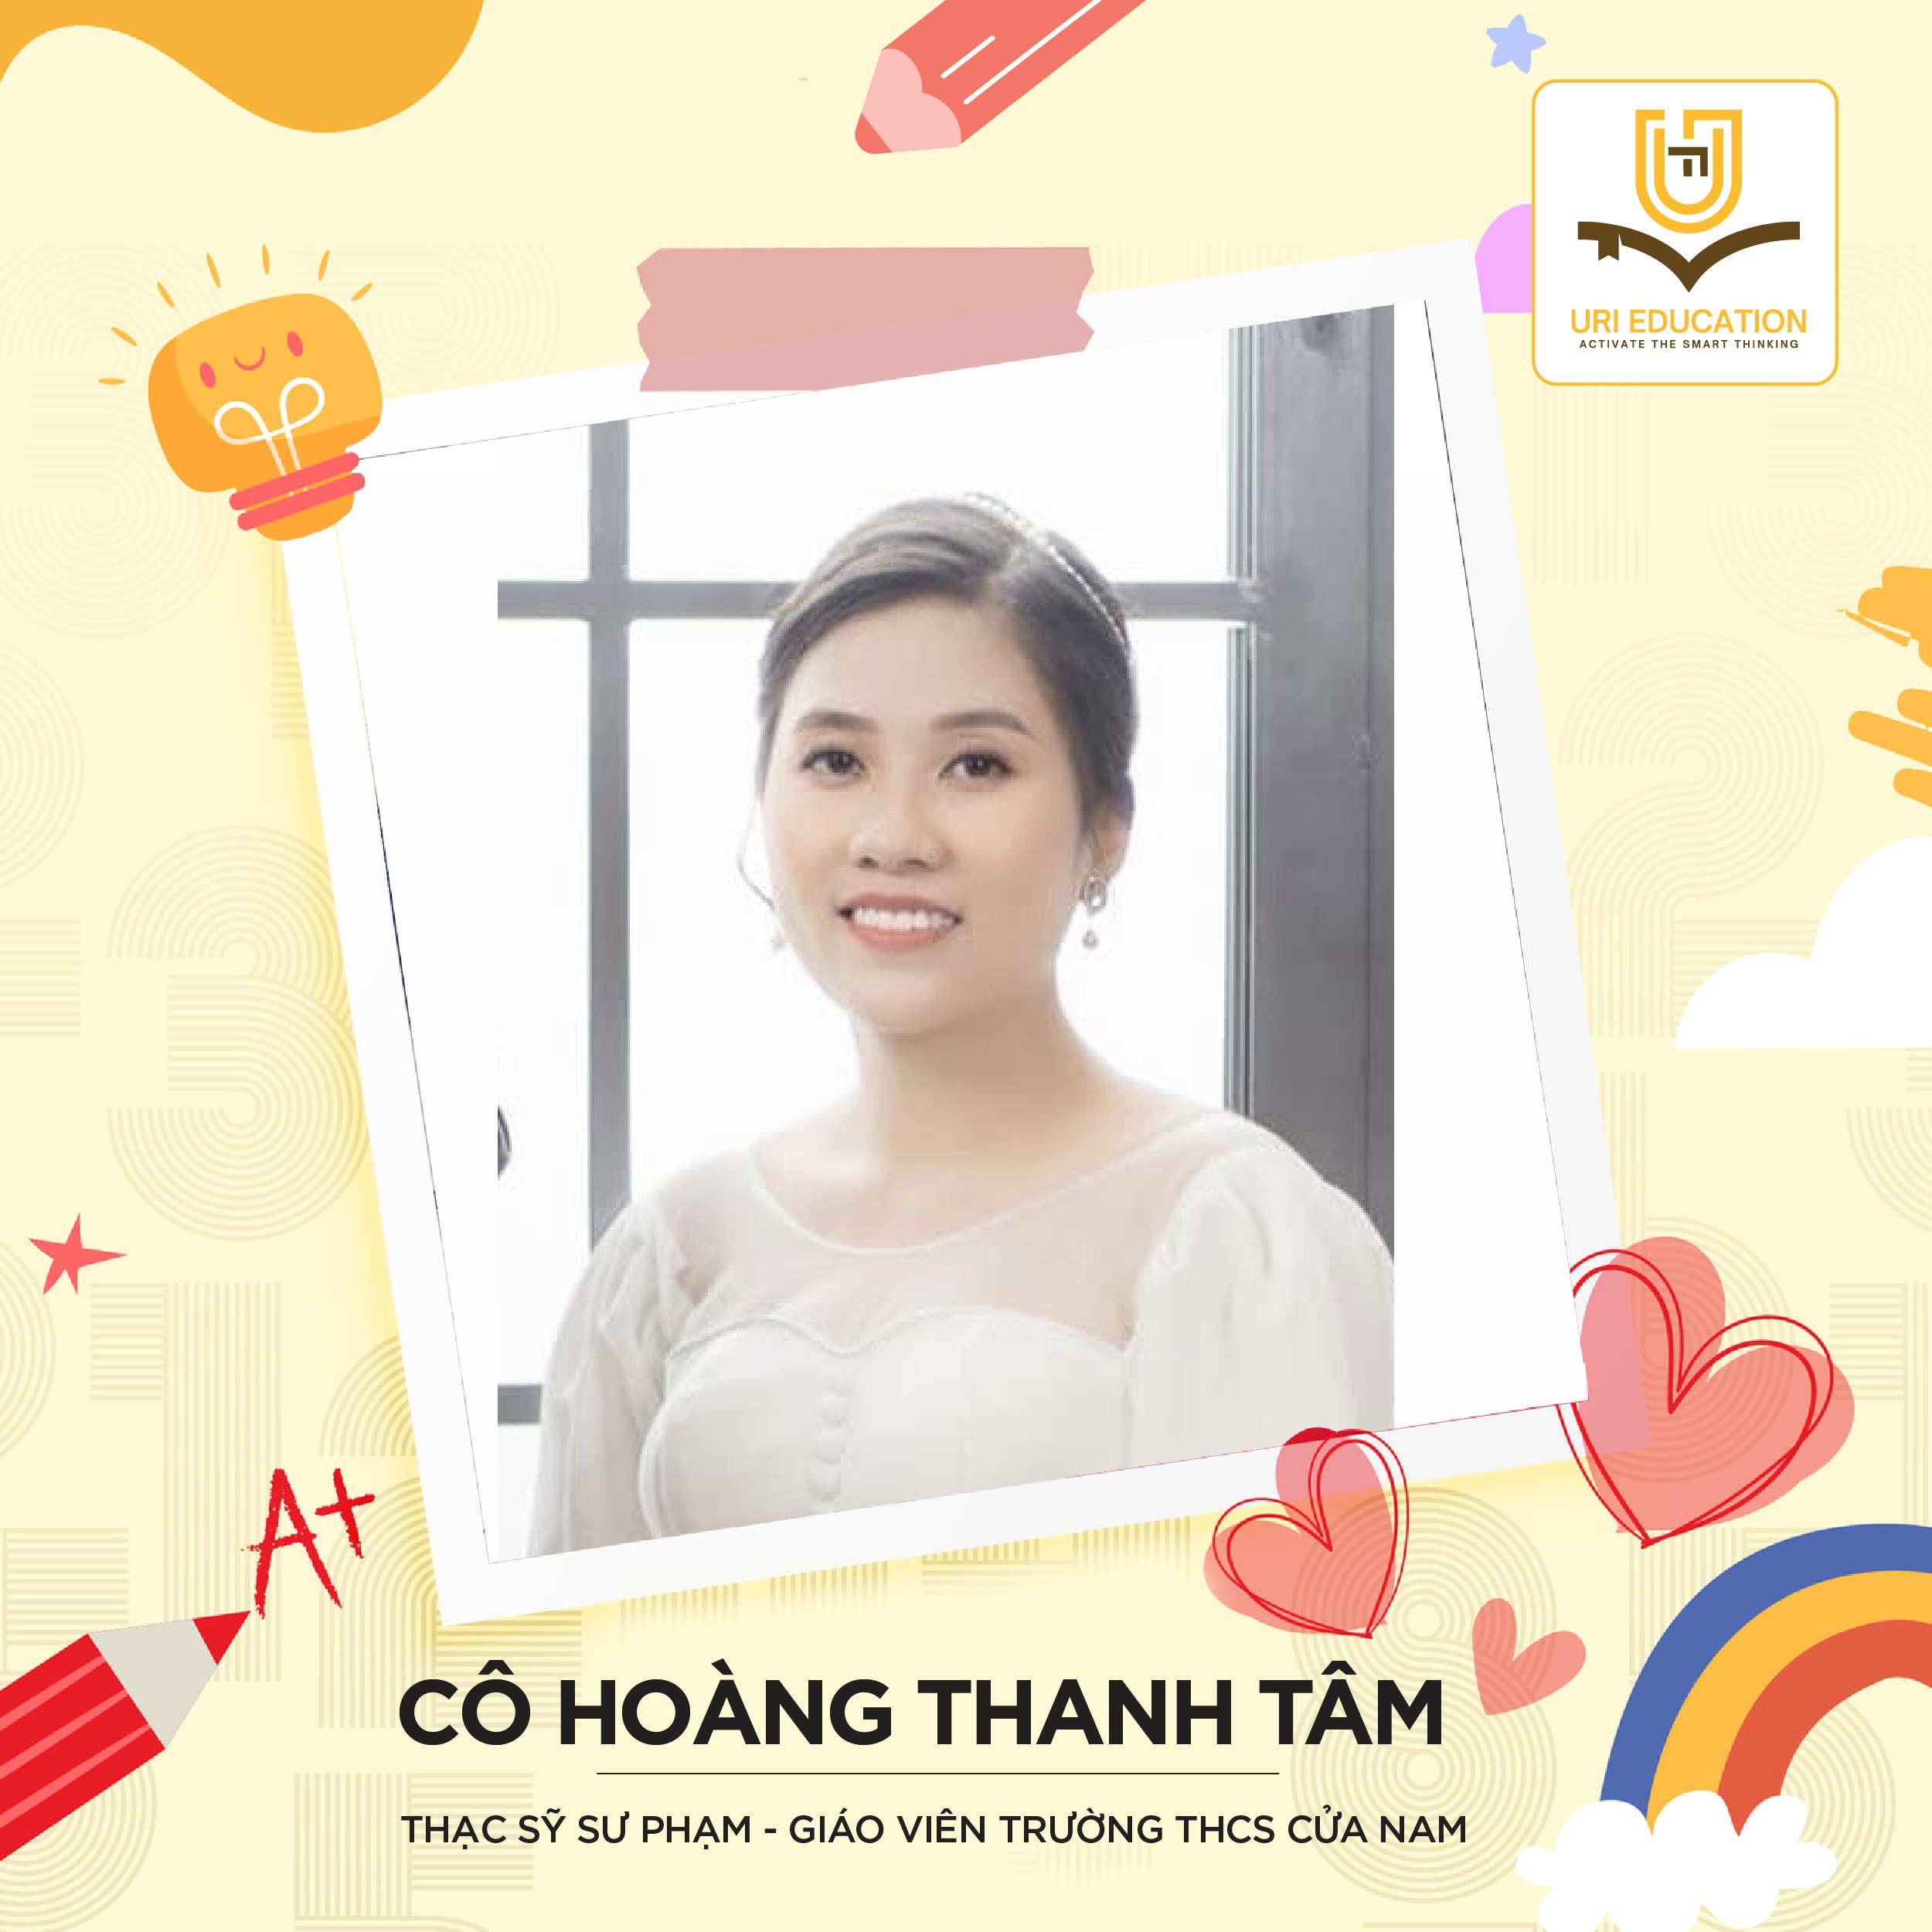 URI EDUCATION
ACTIVATE THE SMART THINKING
A+
CÔ HOÀNG THANH TÂM
THẠC SỸ SƯ PHẠM - GIÁO VIÊN TRƯỜNG THCS CỬA NAM